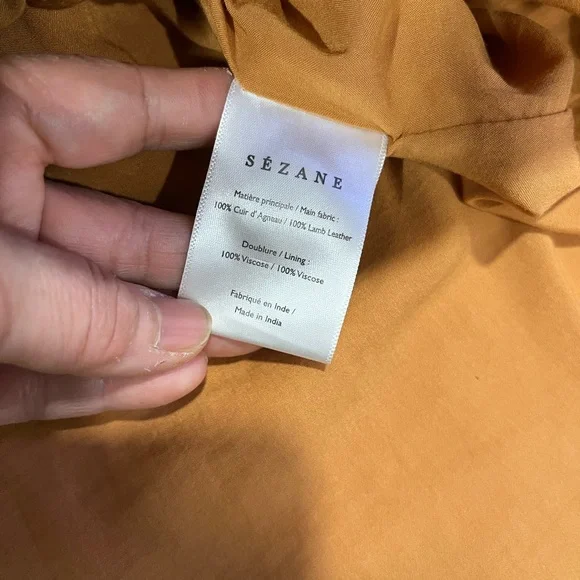 SÉZANE
Matière principale / Main fabric :
100% Cuir d'Agneau / 100% Lamb Leather
Doublure / Lining :
100% Viscose / 100% Viscose
Fabriqué en Inde /
Made in India